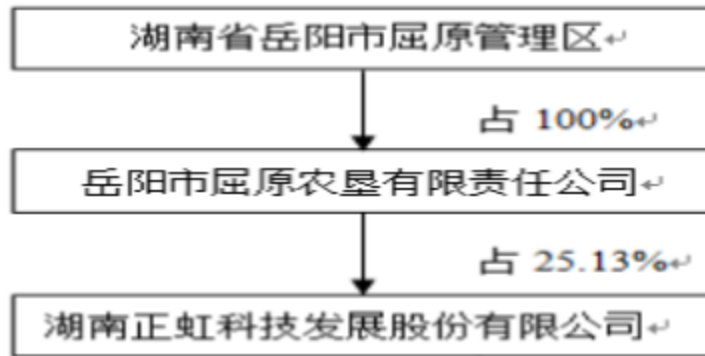 湖南省岳阳市屈原管理区
占 100%
岳阳市屈原农垦有限责任公司
占 25.13%
湖南正虹科技发展股份有限公司